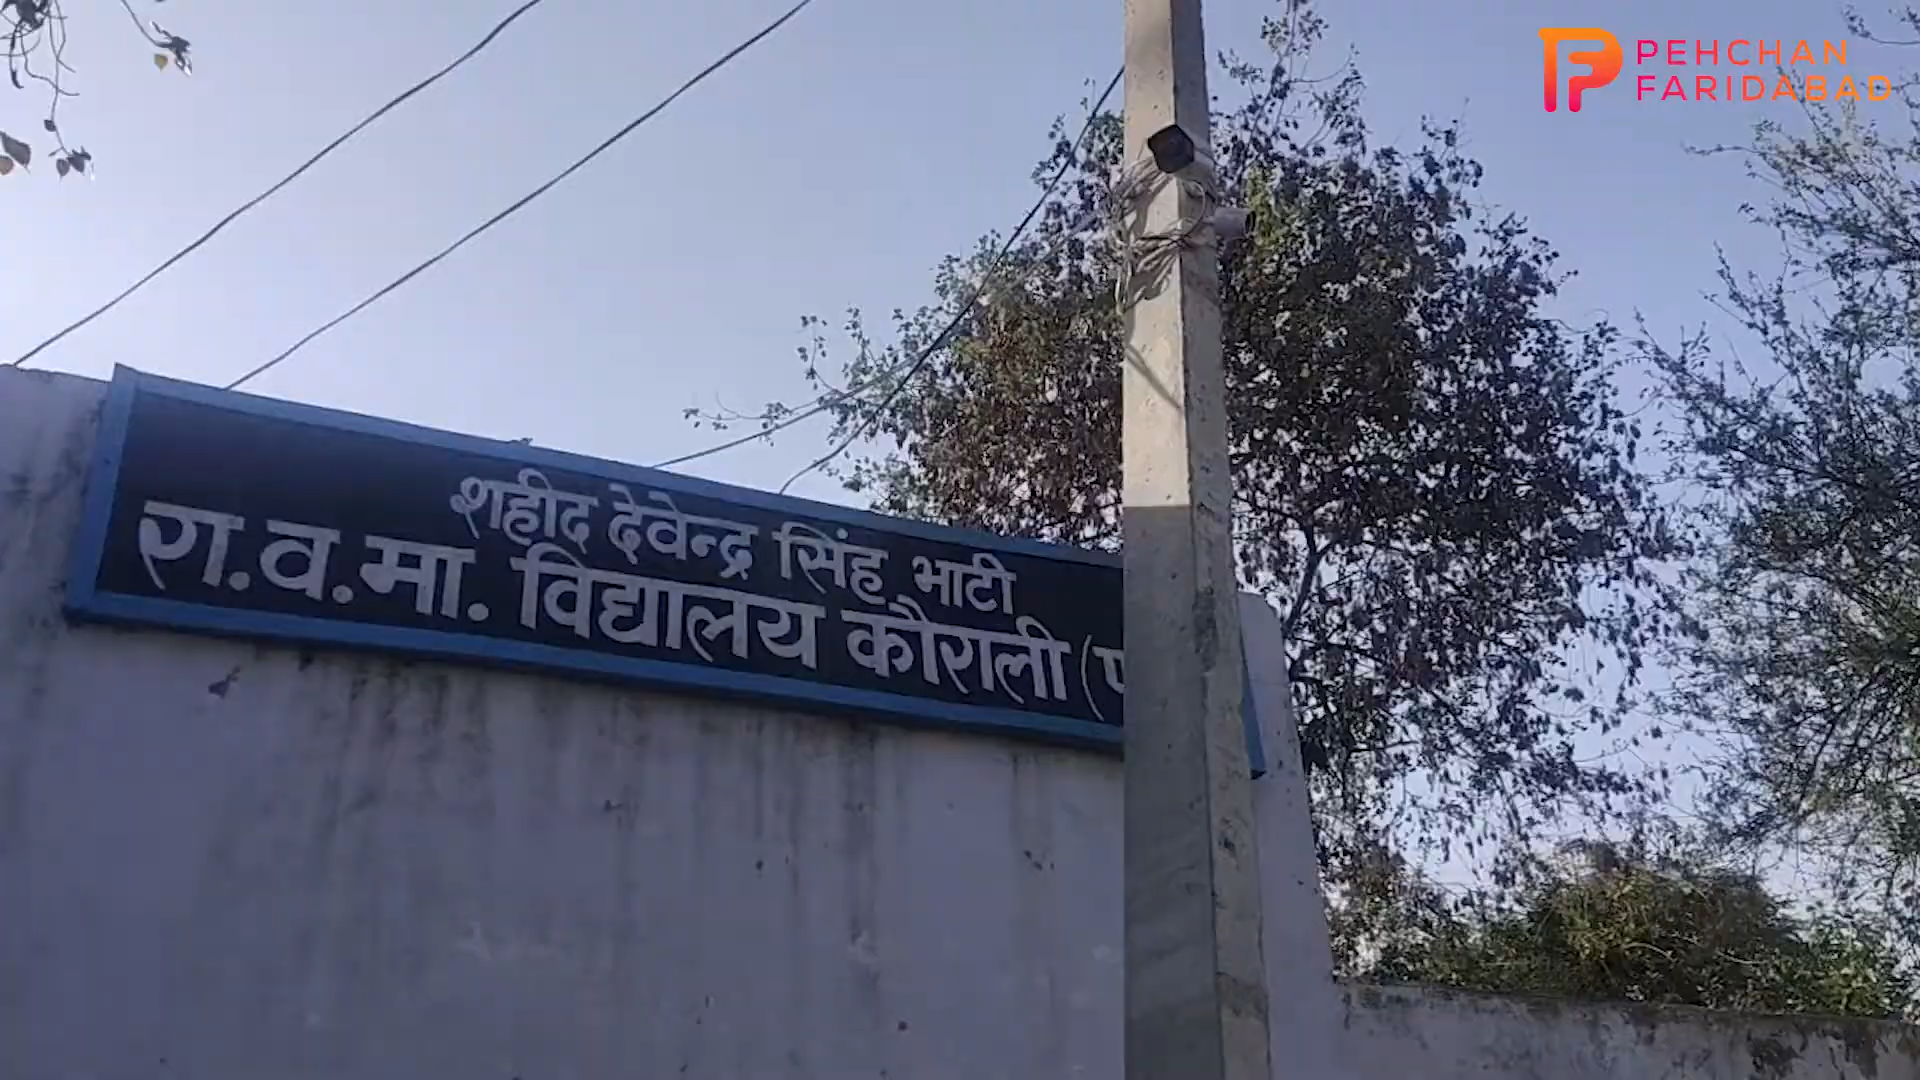 PEHCHAN
FARIDABAD
शहीद देवेन्द्र सिंह भाटी
रा.व.मा. विद्यालय कौराली